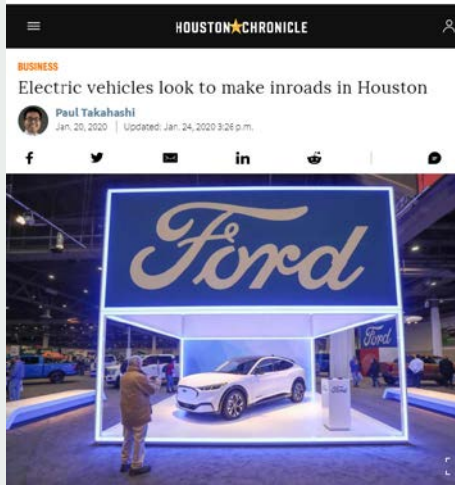 HOUSTON CHRONICLE
BUSINESS
Electric vehicles look to make inroads in Houston
Paul Takahashi
Jan. 20, 2020 | Updated: Jan. 24, 2020 3:26 p.m.
Ford
Ford